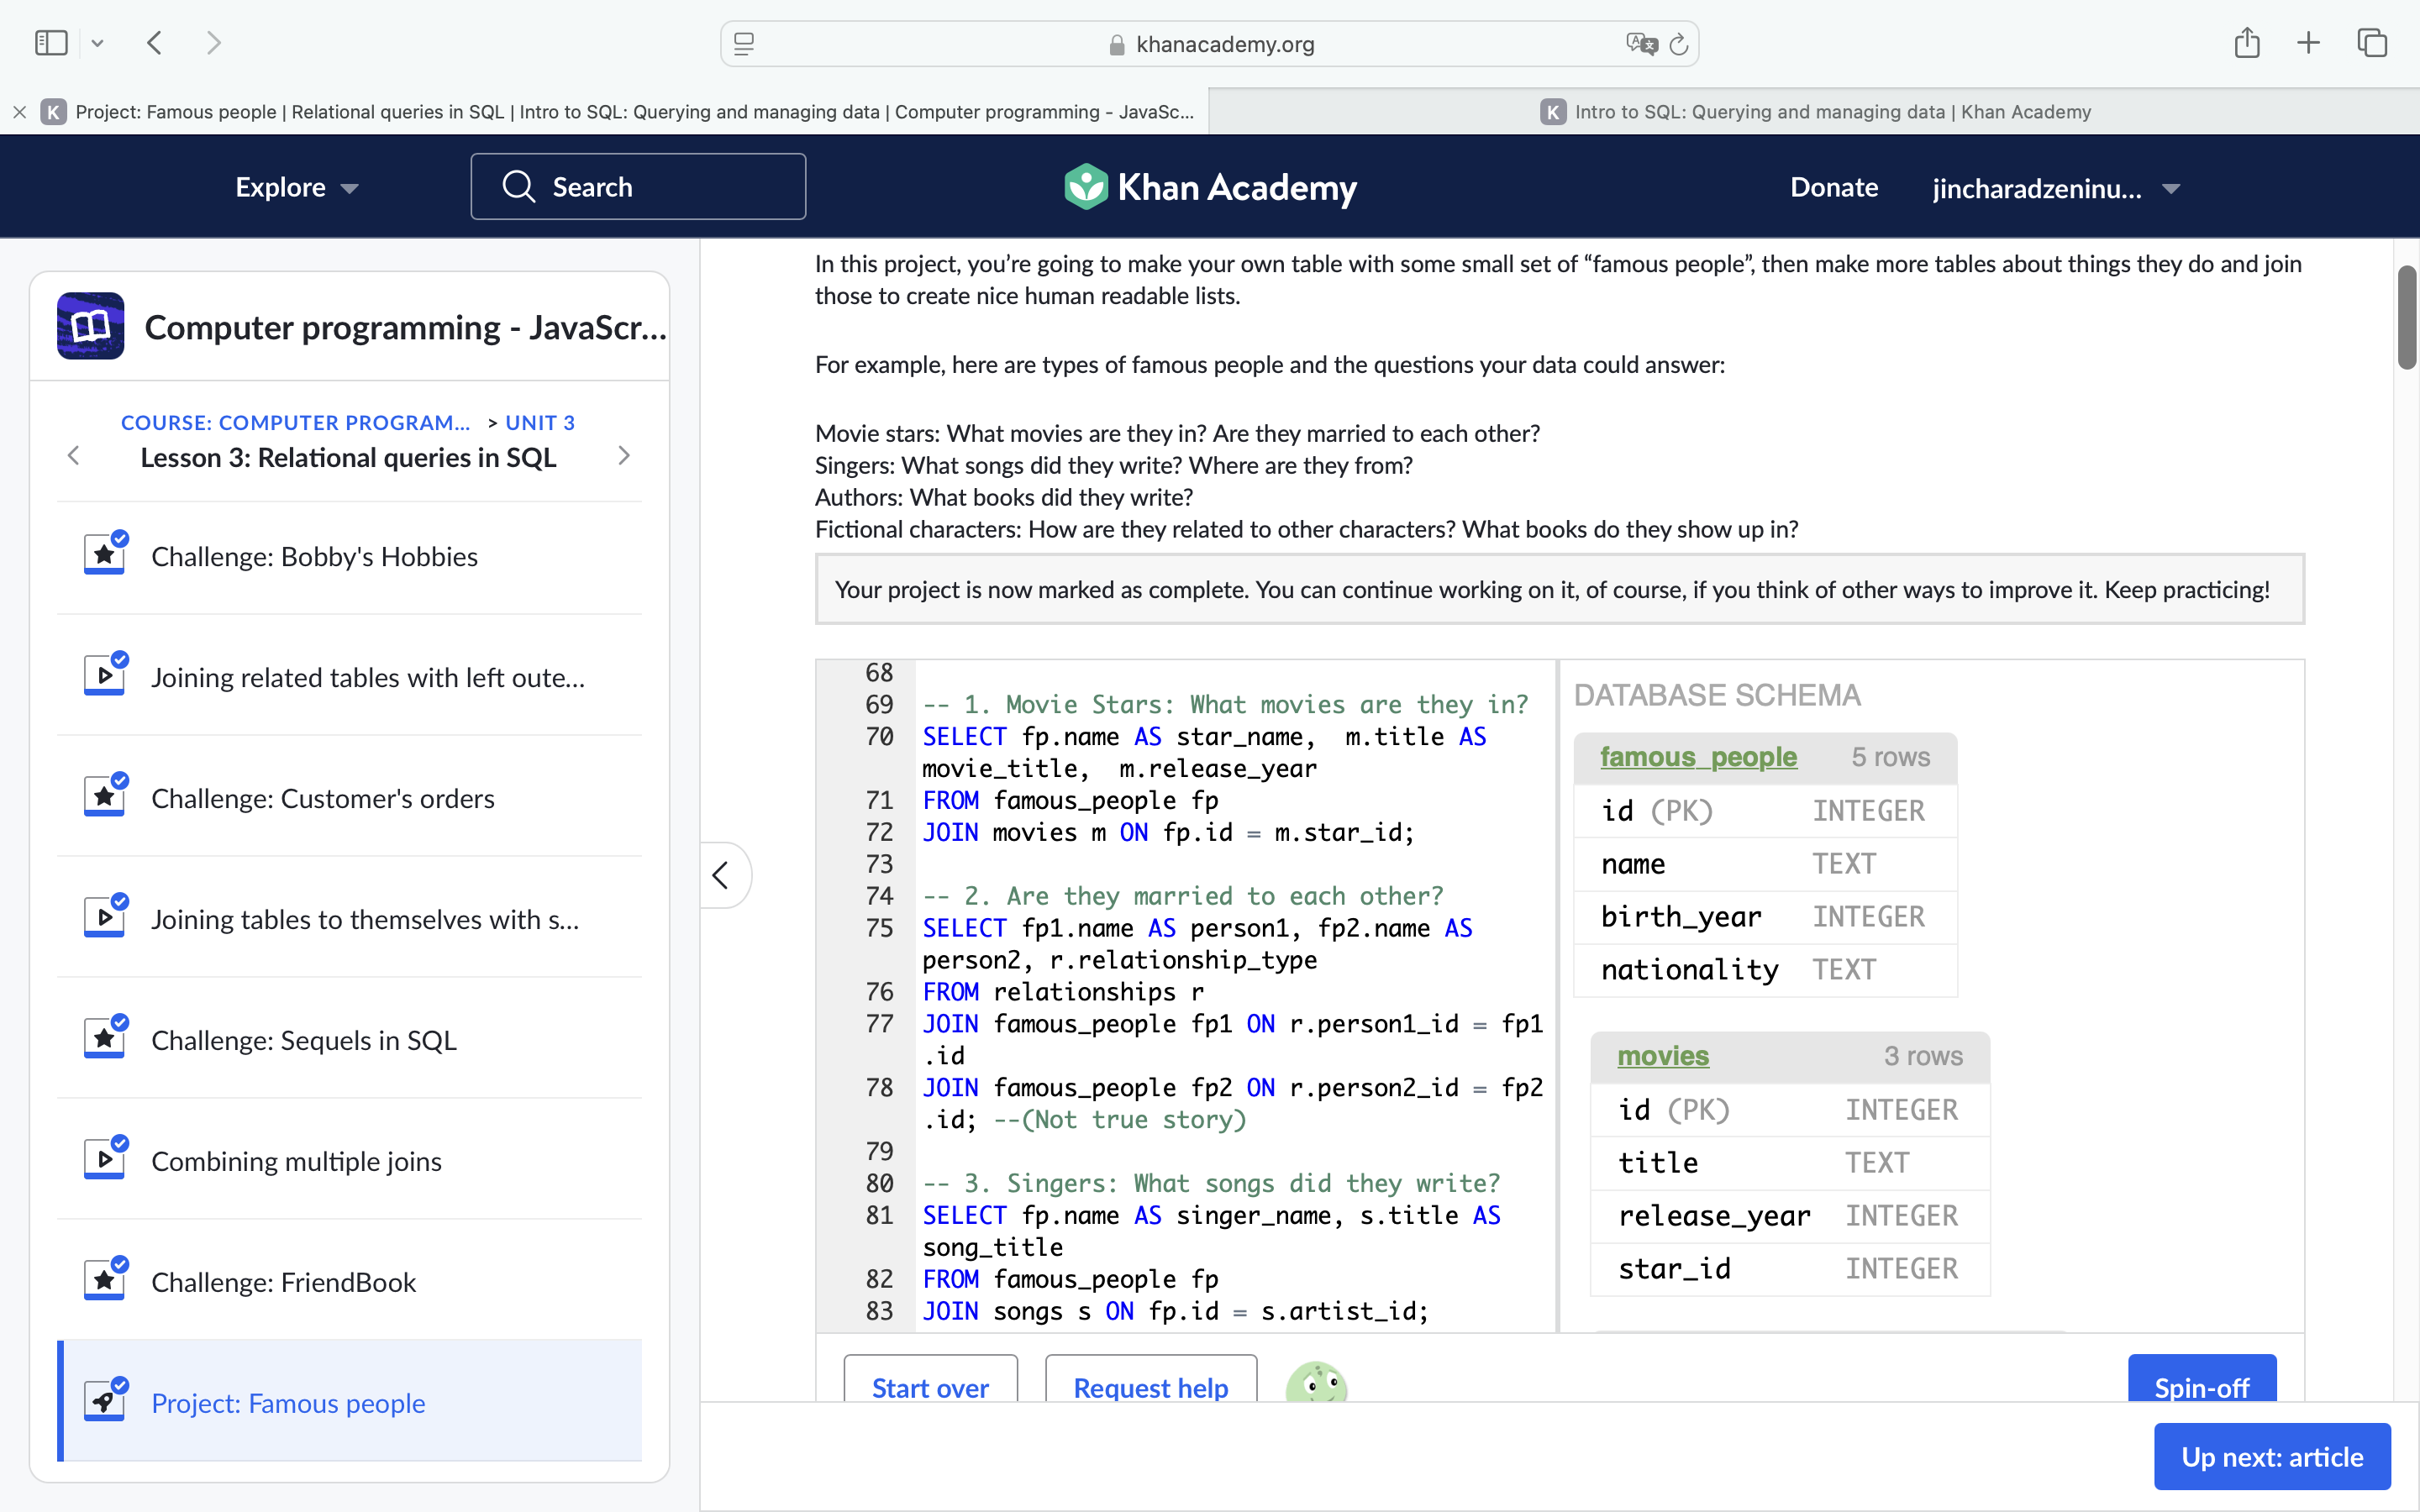 khanacademy.org
K Project: Famous people | Relational queries in SQL | Intro to SQL: Querying and managing data | Computer programming - JavaSc...
K Intro to SQL: Querying and managing data | Khan Academy
Explore
Search
Khan Academy
Donate
jincharadzeninu...
Computer programming - JavaScr...
COURSE: COMPUTER PROGRAM... > UNIT 3
Lesson 3: Relational queries in SQL
Challenge: Bobby's Hobbies
Joining related tables with left oute...
Challenge: Customer's orders
Joining tables to themselves with s...
Challenge: Sequels in SQL
Combining multiple joins
Challenge: FriendBook
Project: Famous people
In this project, you’re going to make your own table with some small set of “famous people”, then make more tables about things they do and join
those to create nice human readable lists.
For example, here are types of famous people and the questions your data could answer:
Movie stars: What movies are they in? Are they married to each other?
Singers: What songs did they write? Where are they from?
Authors: What books did they write?
Fictional characters: How are they related to other characters? What books do they show up in?
Your project is now marked as complete. You can continue working on it, of course, if you think of other ways to improve it. Keep practicing!
68
69 -- 1. Movie Stars: What movies are they in?
70 SELECT fp.name AS star_name,  m.title AS
movie_title,  m.release_year
71 FROM famous_people fp
72 JOIN movies m ON fp.id = m.star_id;
73
74 -- 2. Are they married to each other?
75 SELECT fp1.name AS person1, fp2.name AS
person2, r.relationship_type
76 FROM relationships r
77 JOIN famous_people fp1 ON r.person1_id = fp1
.id
78 JOIN famous_people fp2 ON r.person2_id = fp2
.id; --(Not true story)
79
80 -- 3. Singers: What songs did they write?
81 SELECT fp.name AS singer_name, s.title AS
song_title
82 FROM famous_people fp
83 JOIN songs s ON fp.id = s.artist_id;
DATABASE SCHEMA
famous_people 5 rows
id (PK) INTEGER
name TEXT
birth_year INTEGER
nationality TEXT
movies 3 rows
id (PK) INTEGER
title TEXT
release_year INTEGER
star_id INTEGER
Start over
Request help
Spin-off
Up next: article